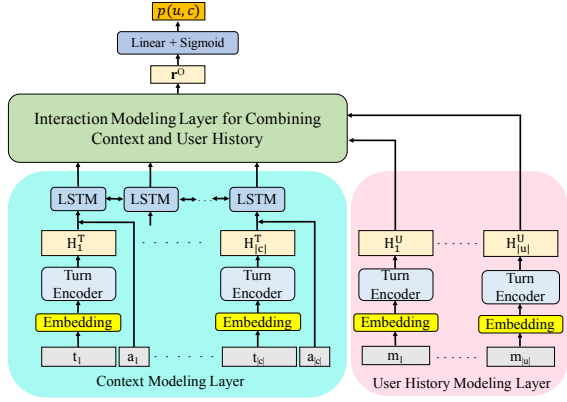 p(u, c)
Linear + Sigmoid
r^O
Interaction Modeling Layer for Combining
Context and User History
LSTM LSTM ... LSTM
H_1^T ...... H_{|c|}^T H_1^U ...... H_{|u|}^U
Turn Encoder Turn Encoder Turn Encoder Turn Encoder
Embedding Embedding Embedding Embedding
t_1 a_1 ...... t_{|c|} a_{|c|} m_1 ...... m_{|u|}
Context Modeling Layer User History Modeling Layer